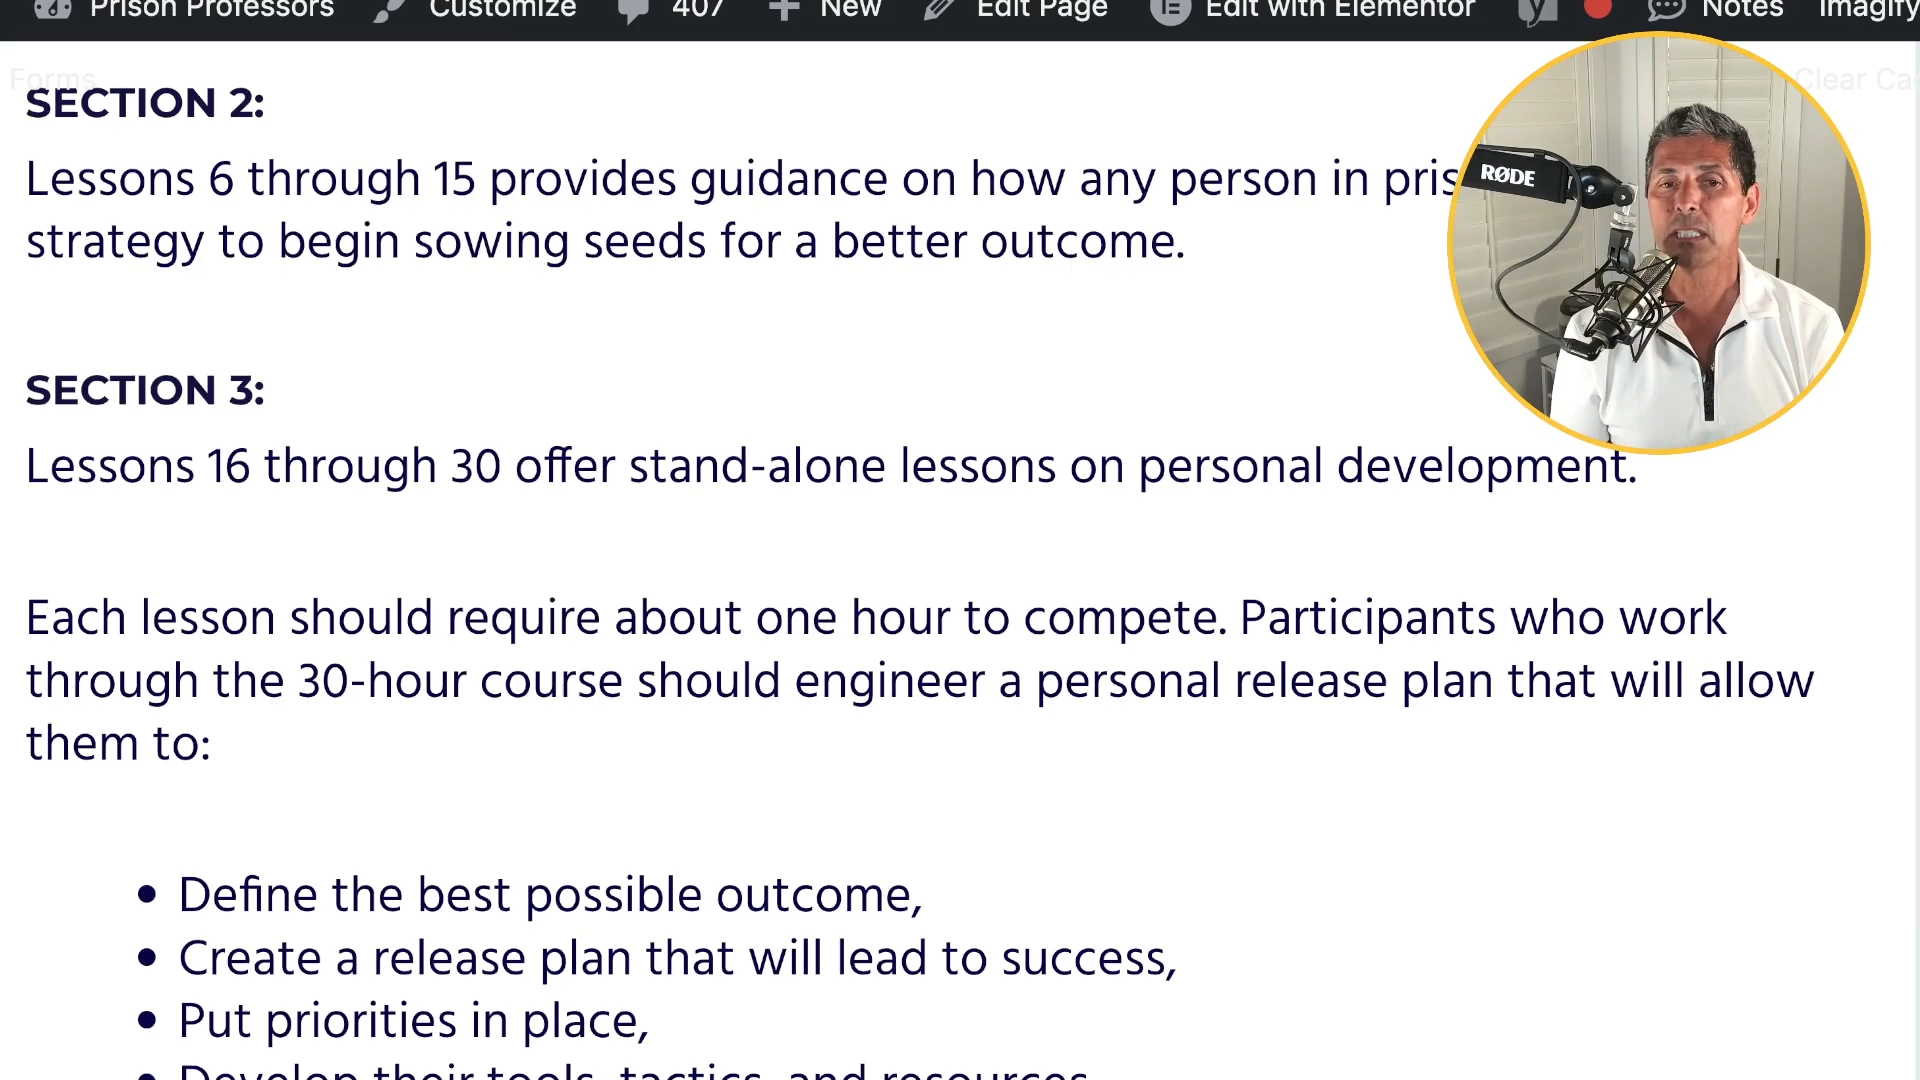 Prison Professors Customize 407 New Edit Page Edit with Elementor Notes Imagify
Forms Clear
SECTION 2:
Lessons 6 through 15 provides guidance on how any person in
strategy to begin sowing seeds for a better outcome.
RØDE
SECTION 3:
Lessons 16 through 30 offer stand-alone lessons on personal development.
Each lesson should require about one hour to compete. Participants who work
through the 30-hour course should engineer a personal release plan that will allow
them to:
• Define the best possible outcome,
• Create a release plan that will lead to success,
• Put priorities in place,
• Develop their tools, tactics, and resources